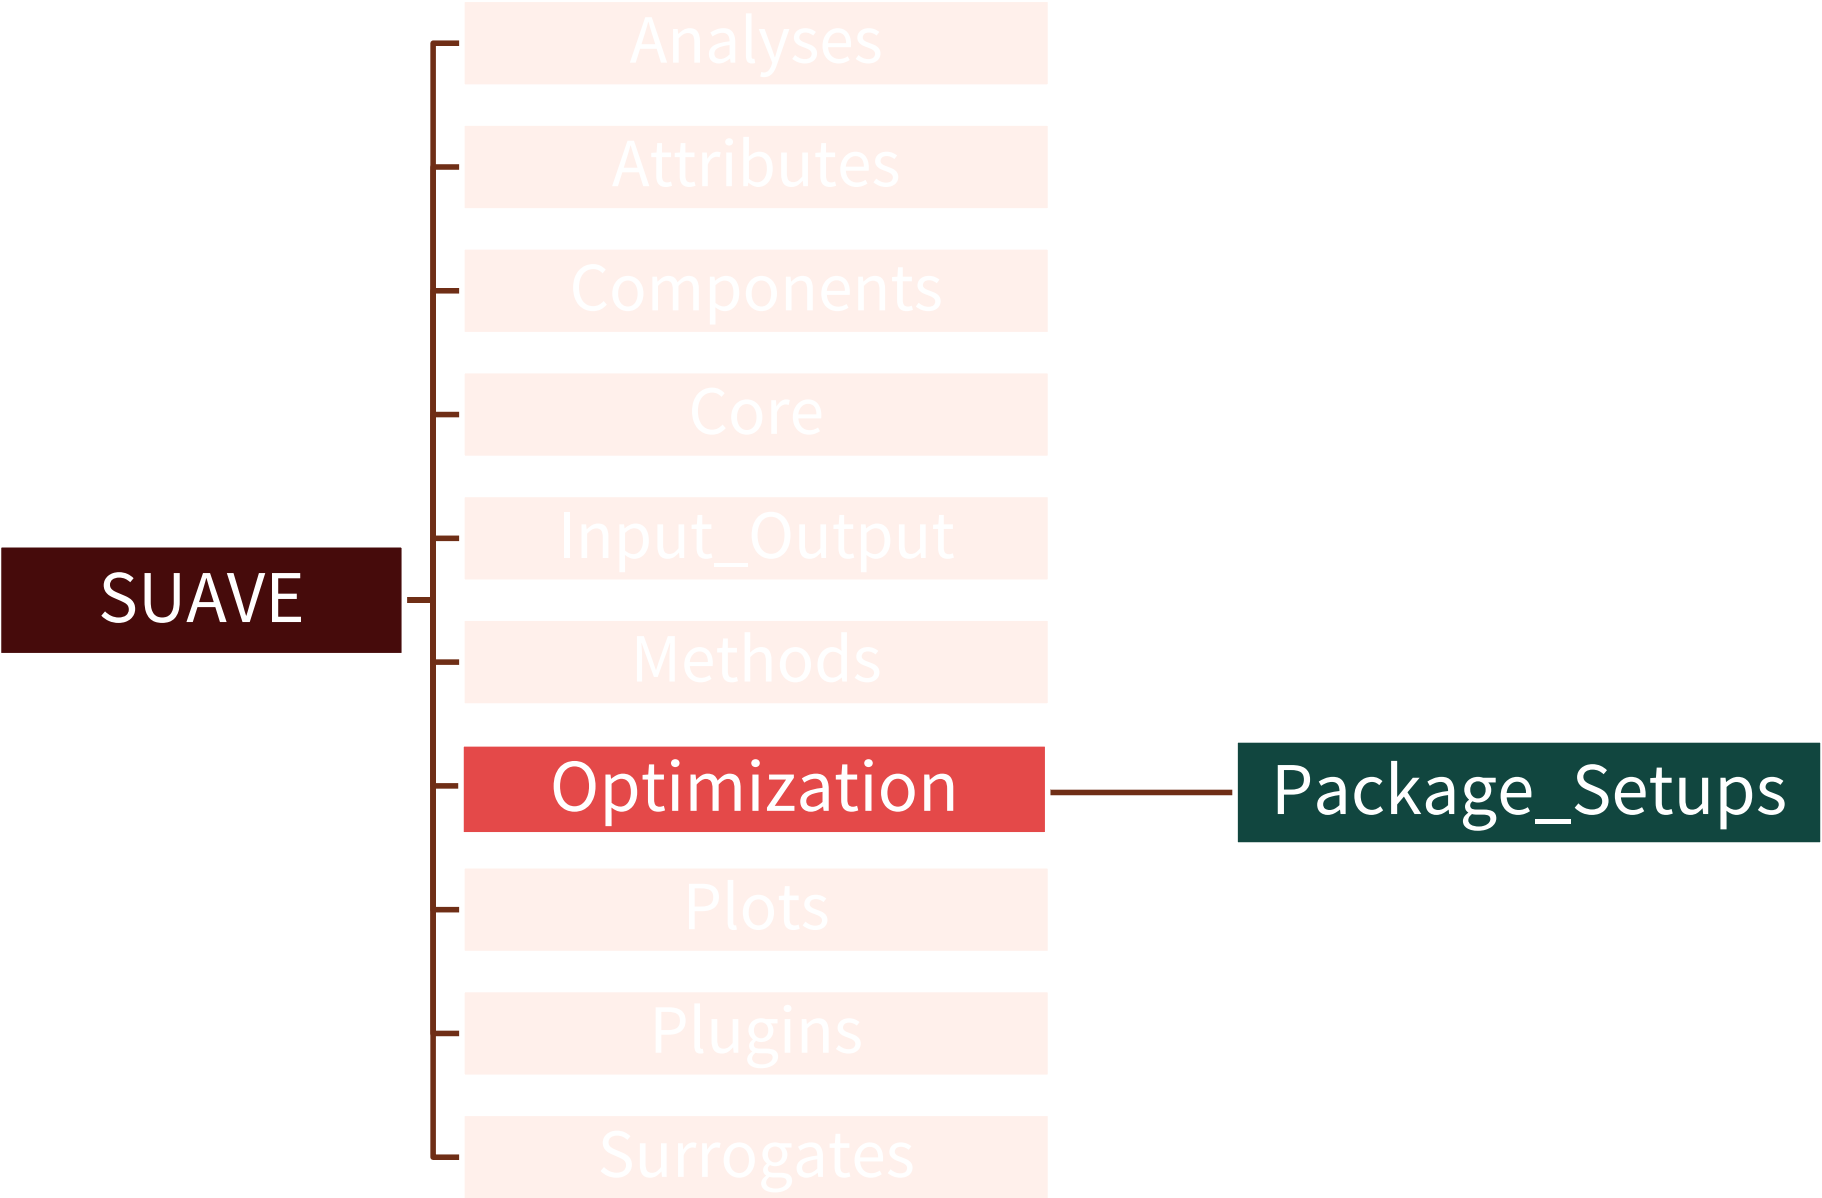 SUAVE
Analyses
Attributes
Components
Core
Input_Output
Methods
Optimization
Plots
Plugins
Surrogates
Package_Setups